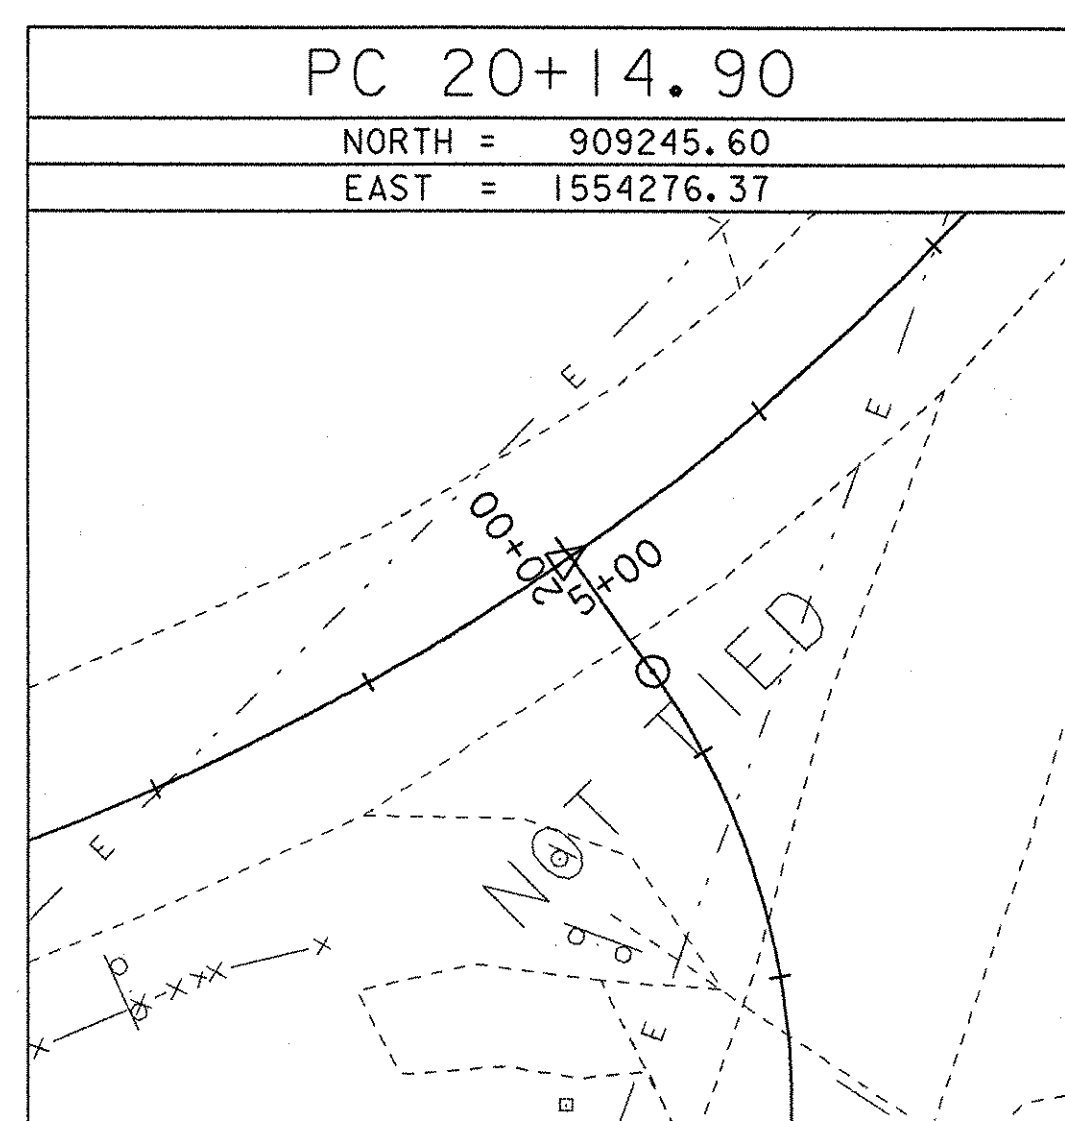 PC 20+14.90
NORTH = 909245.60
EAST = 1554276.37
E
E
20+00
5+00
NOT TIED
E
E